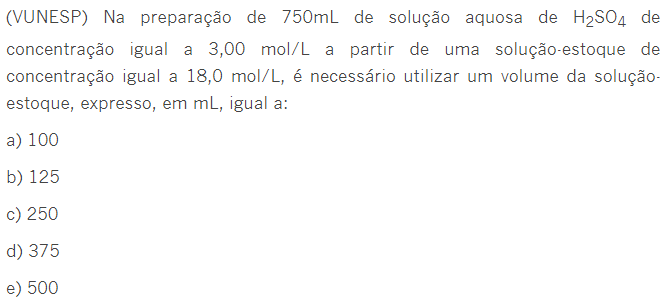 (VUNESP) Na preparação de 750mL de solução aquosa de H₂SO₄ de
concentração igual a 3,00 mol/L a partir de uma solução-estoque de
concentração igual a 18,0 mol/L, é necessário utilizar um volume da solução-
estoque, expresso, em mL, igual a:
a) 100
b) 125
c) 250
d) 375
e) 500